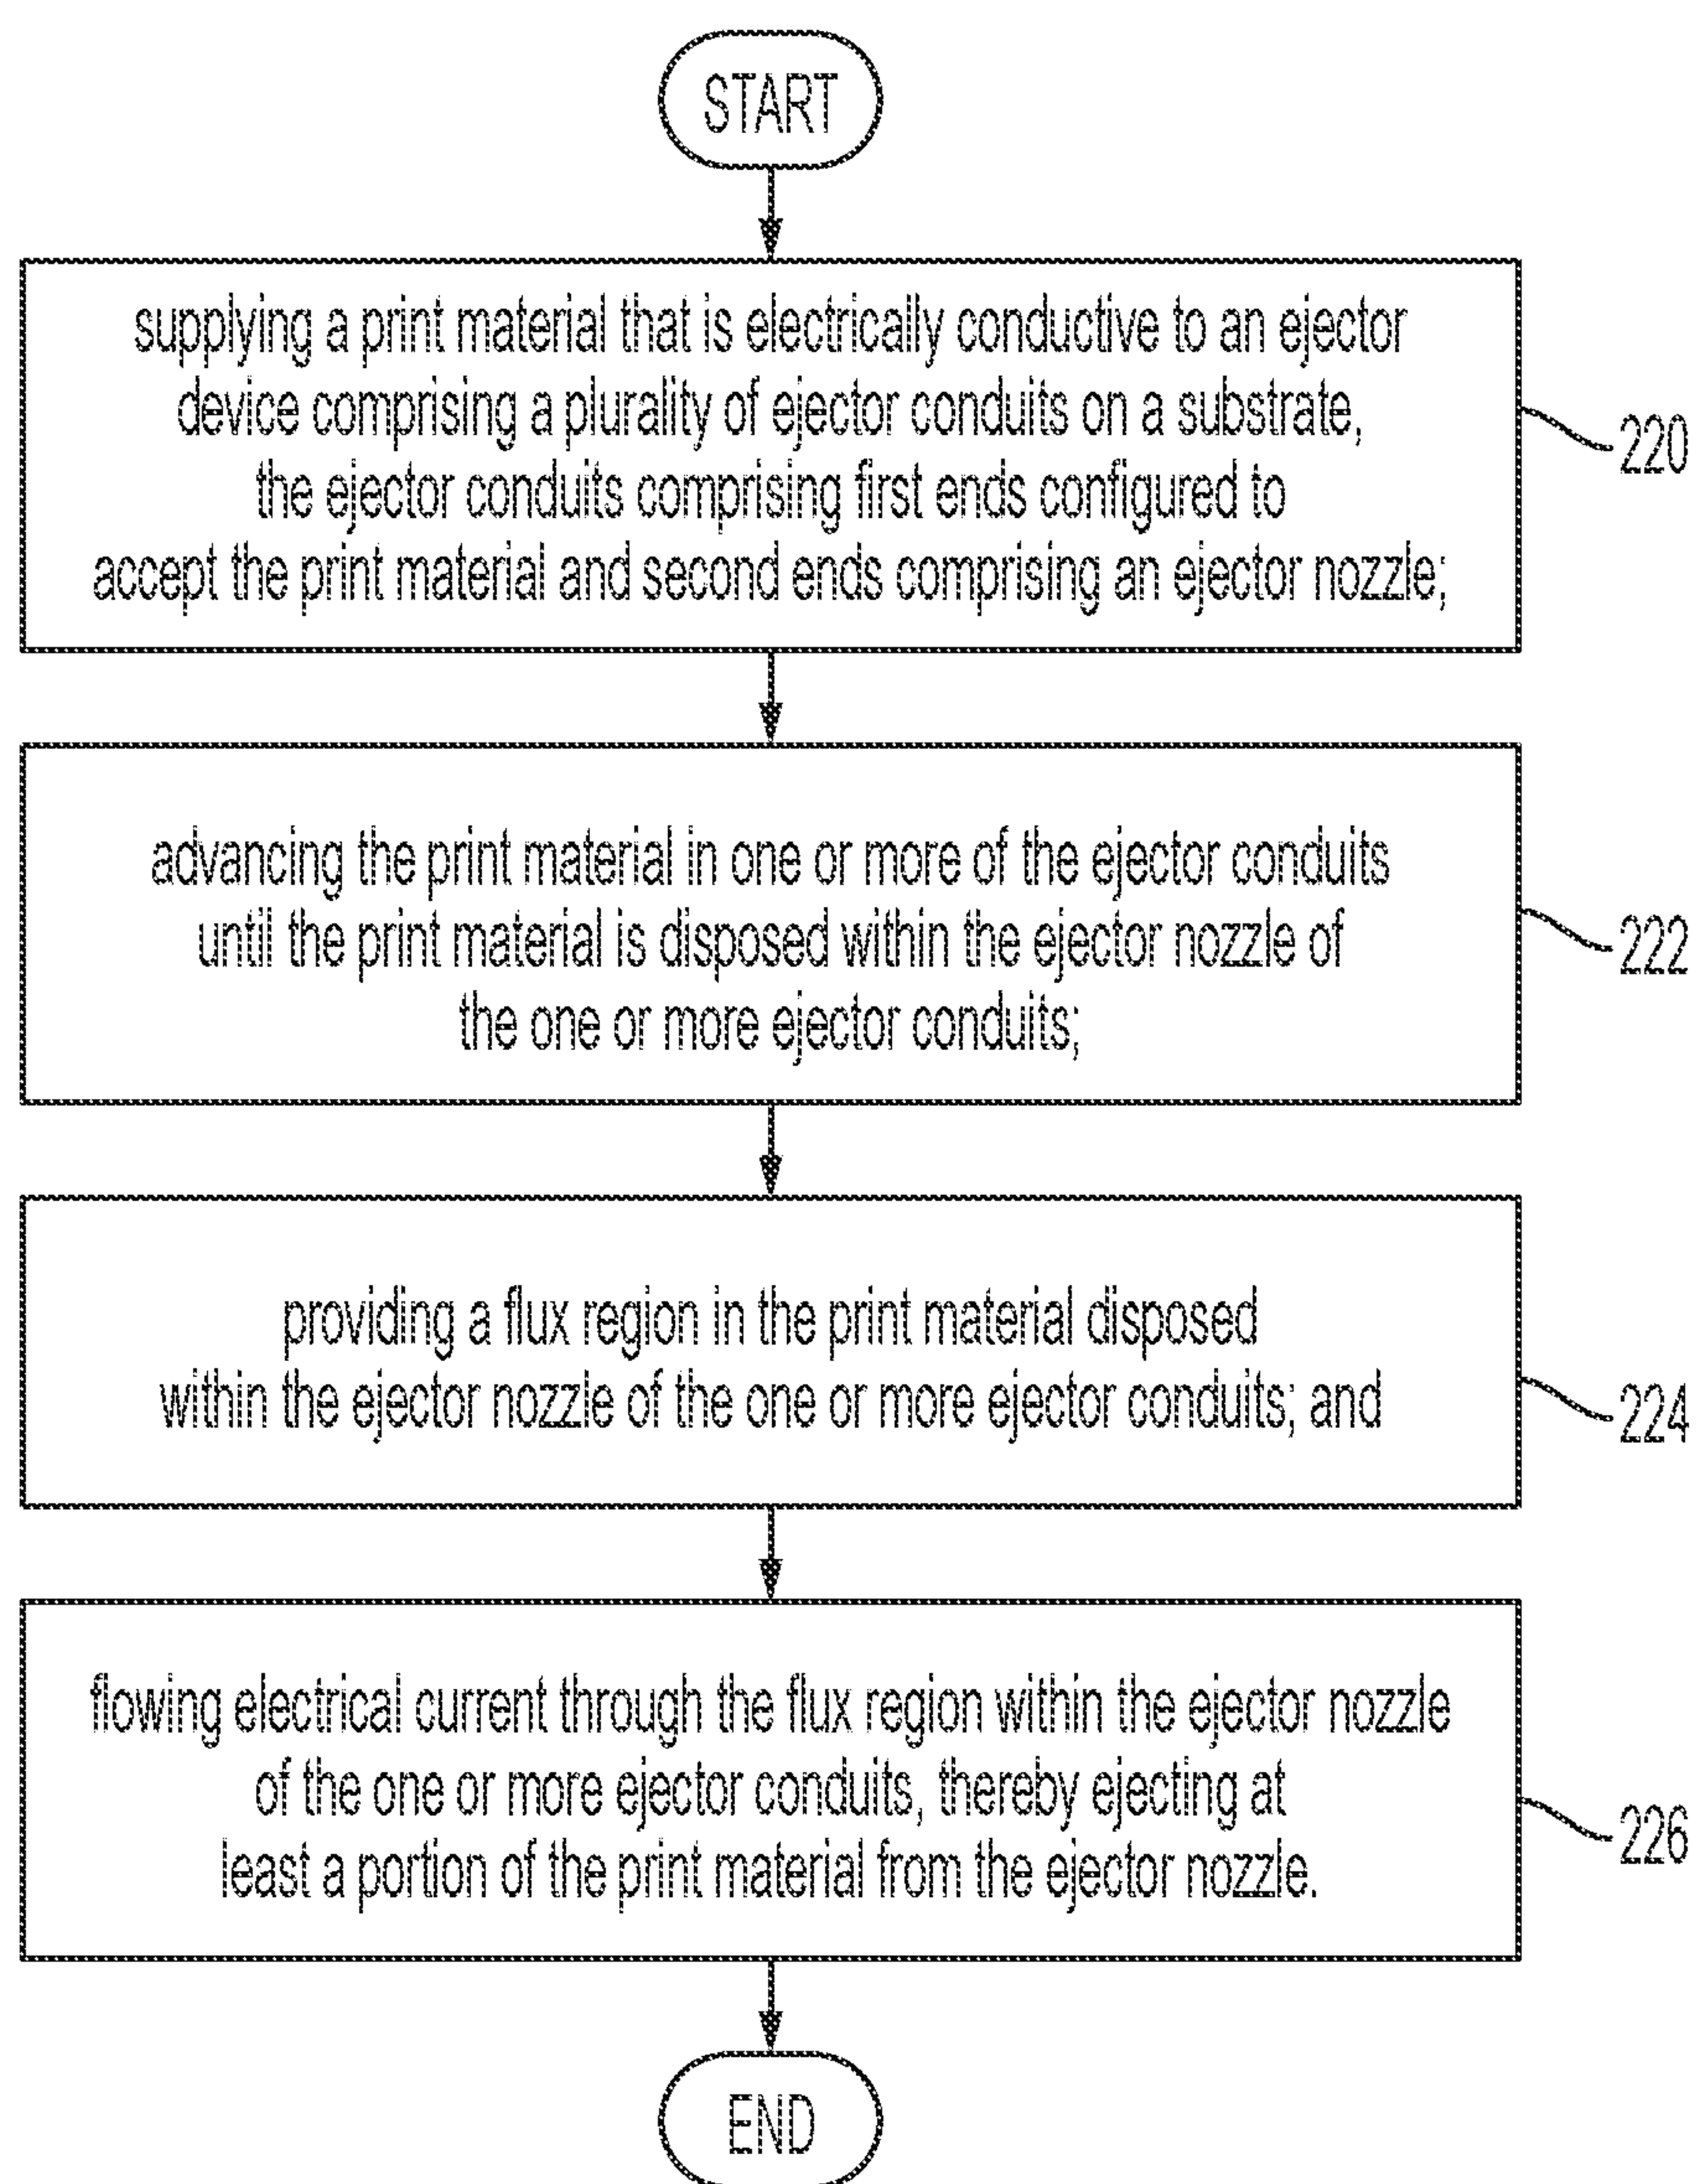 START
supplying a print material that is electrically conductive to an ejector
device comprising a plurality of ejector conduits on a substrate,
the ejector conduits comprising first ends configured to
accept the print material and second ends comprising an ejector nozzle;
220
advancing the print material in one or more of the ejector conduits
until the print material is disposed within the ejector nozzle of
the one or more ejector conduits;
222
providing a flux region in the print material disposed
within the ejector nozzle of the one or more ejector conduits; and
224
flowing electrical current through the flux region within the ejector nozzle
of the one or more ejector conduits, thereby ejecting at
least a portion of the print material from the ejector nozzle.
226
END